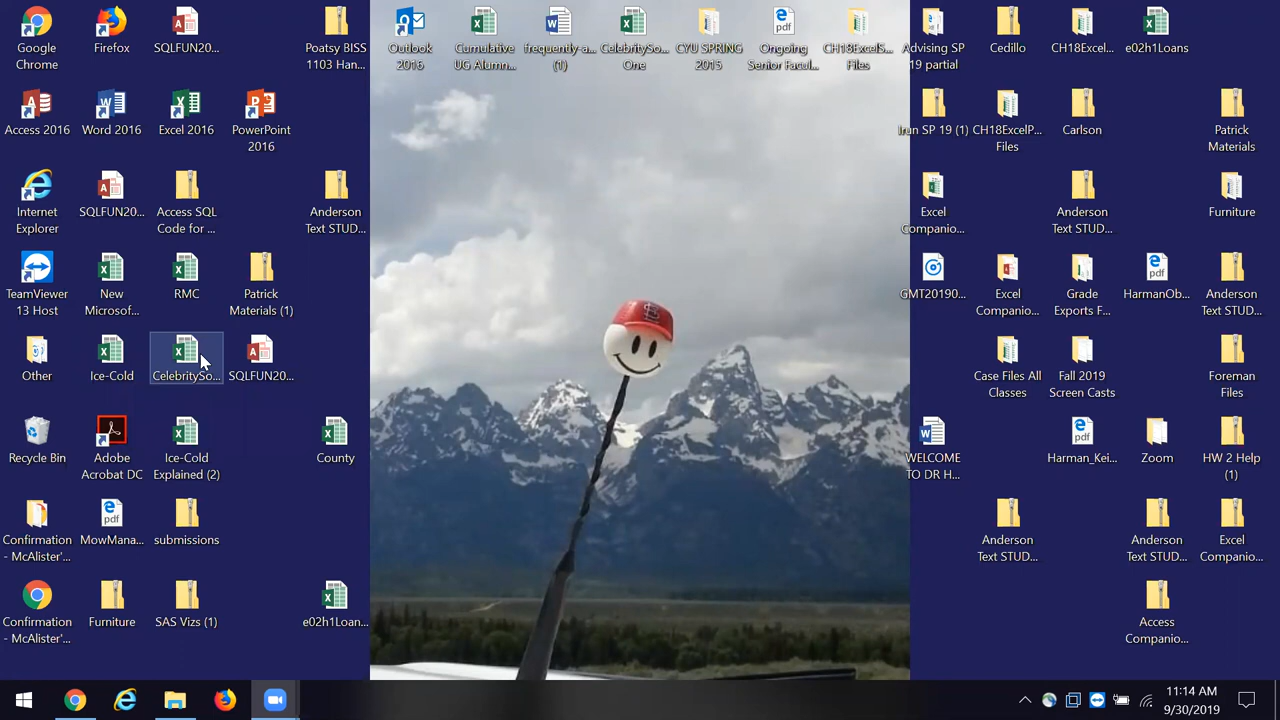 Google
Chrome
Firefox
SQLFUN20...
Poatsy BISS
1103 Han...
Outlook
2016
Cumulative
UG Alumn...
frequently-a...
(1)
CelebritySo...
One
CYU SPRING
2015
Ongoing
Senior Facul...
CH18ExcelS...
Files
Advising SP
19 partial
Cedillo
CH18Excel...
e02h1Loans
Access 2016
Word 2016
Excel 2016
PowerPoint
2016
Irun SP 19 (1)
CH18ExcelP...
Files
Carlson
Patrick
Materials
Internet
Explorer
SQLFUN20...
Access SQL
Code for ...
Anderson
Text STUD...
Excel
Companio...
Anderson
Text STUD...
Furniture
TeamViewer
13 Host
New
Microsof...
RMC
Patrick
Materials (1)
GMT20190...
Excel
Companio...
Grade
Exports F...
HarmanOb...
Anderson
Text STUD...
Other
Ice-Cold
CelebritySo...
SQLFUN20...
Case Files All
Classes
Fall 2019
Screen Casts
Foreman
Files
Recycle Bin
Adobe
Acrobat DC
Ice-Cold
Explained (2)
County
WELCOME
TO DR H...
Harman_Kei...
Zoom
HW 2 Help
(1)
Confirmation
- McAlister'...
pdf
MowMana...
submissions
Anderson
Text STUD...
Anderson
Text STUD...
Excel
Companio...
Confirmation
- McAlister'...
Furniture
SAS Vizs (1)
e02h1Loan...
Access
Companio...
11:14 AM
9/30/2019